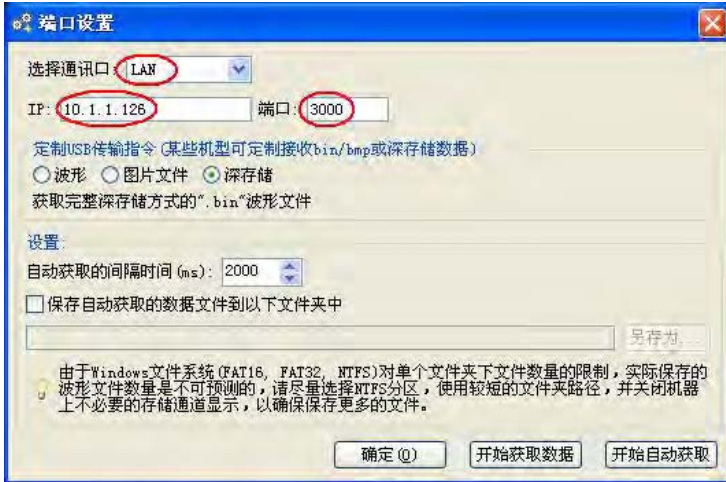 端口设置
选择通讯口: LAN
IP: 10.1.1.126 端口: 3000
定制USB传输指令(某些机型可定制接收bin/bmp或深存储数据)
波形 图片文件 深存储
获取完整深存储方式的".bin"波形文件
设置:
自动获取的间隔时间(ms): 2000
保存自动获取的数据文件到以下文件夹中
另存为...
由于Windows文件系统(FAT16, FAT32, NTFS)对单个文件夹下文件数量的限制，实际保存的
波形文件数量是不可预测的，请尽量选择NTFS分区，使用较短的文件夹路径，并关闭机器
上不必要的存储通道显示，以确保保存更多的文件。
确定(O) 开始获取数据 开始自动获取